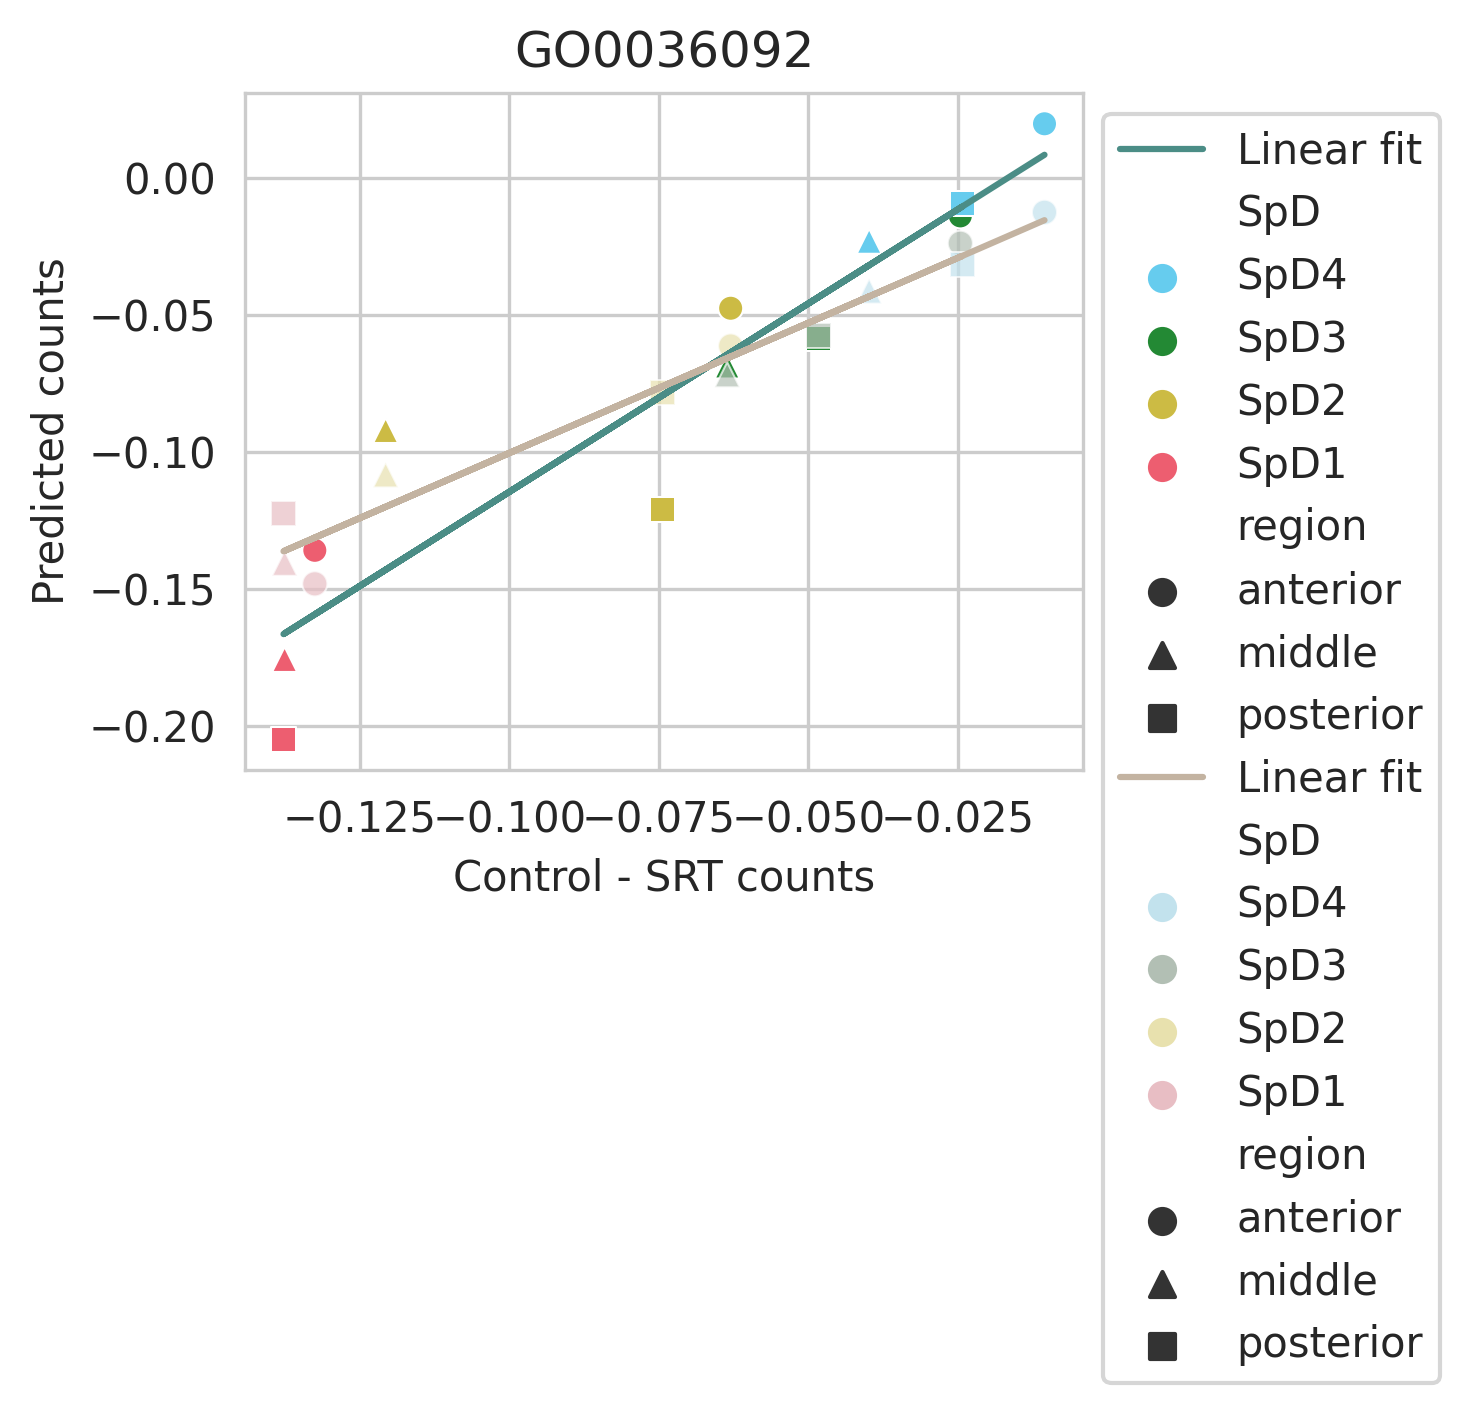 GO0036092
Predicted counts
0.00
−0.05
−0.10
−0.15
−0.20
−0.125
−0.100
−0.075
−0.050
−0.025
Control - SRT counts
Linear fit
SpD
SpD4
SpD3
SpD2
SpD1
region
anterior
middle
posterior
Linear fit
SpD
SpD4
SpD3
SpD2
SpD1
region
anterior
middle
posterior